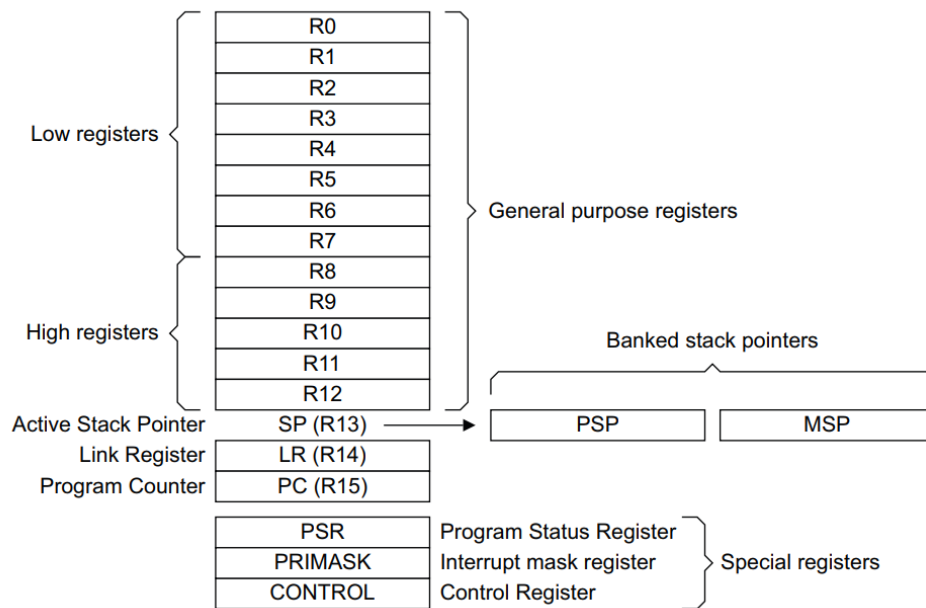 R0
R1
R2
R3
Low registers
R4
R5
R6
General purpose registers
R7
R8
R9
High registers
R10
Banked stack pointers
R11
R12
Active Stack Pointer SP (R13) PSP MSP
Link Register LR (R14)
Program Counter PC (R15)
PSR Program Status Register
PRIMASK Interrupt mask register Special registers
CONTROL Control Register